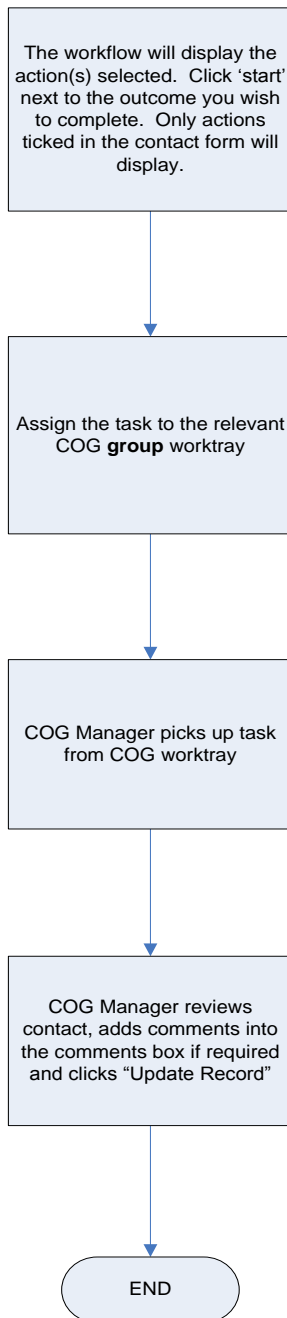 The workflow will display the
action(s) selected.  Click ‘start’
next to the outcome you wish
to complete.  Only actions
ticked in the contact form will
display.
Assign the task to the relevant
COG group worktray
COG Manager picks up task
from COG worktray
COG Manager reviews
contact, adds comments into
the comments box if required
and clicks “Update Record”
END